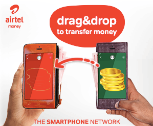 airtel
money
drag&drop
to transfer money
THE SMARTPHONE NETWORK